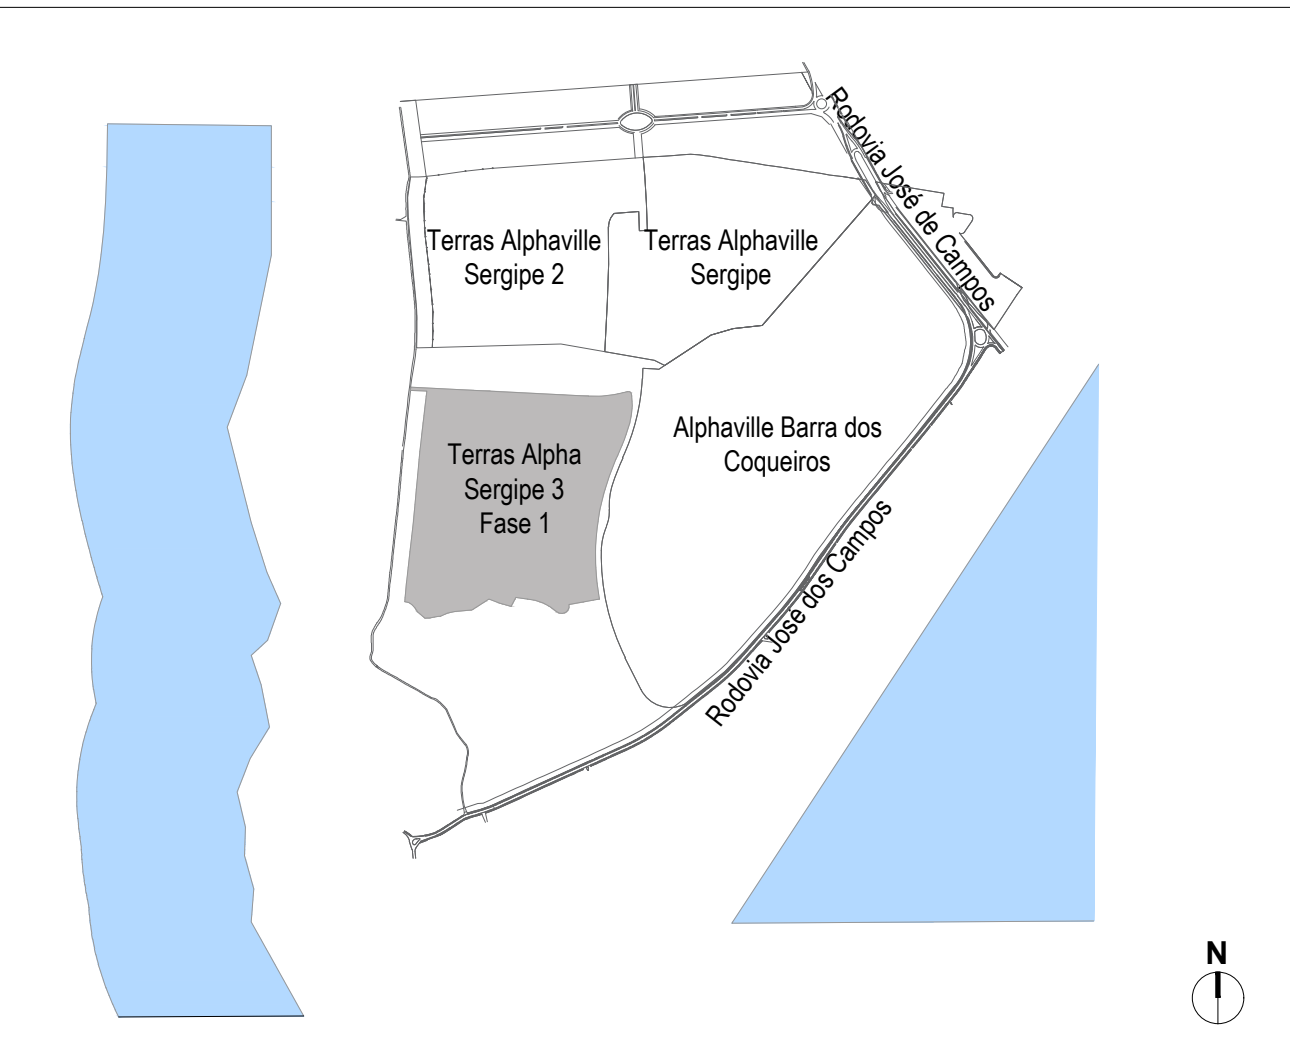 Rodovia José de Campos
Terras Alphaville
Sergipe 2
Terras Alphaville
Sergipe
Alphaville Barra dos
Coqueiros
Terras Alpha
Sergipe 3
Fase 1
Rodovia José dos Campos
N